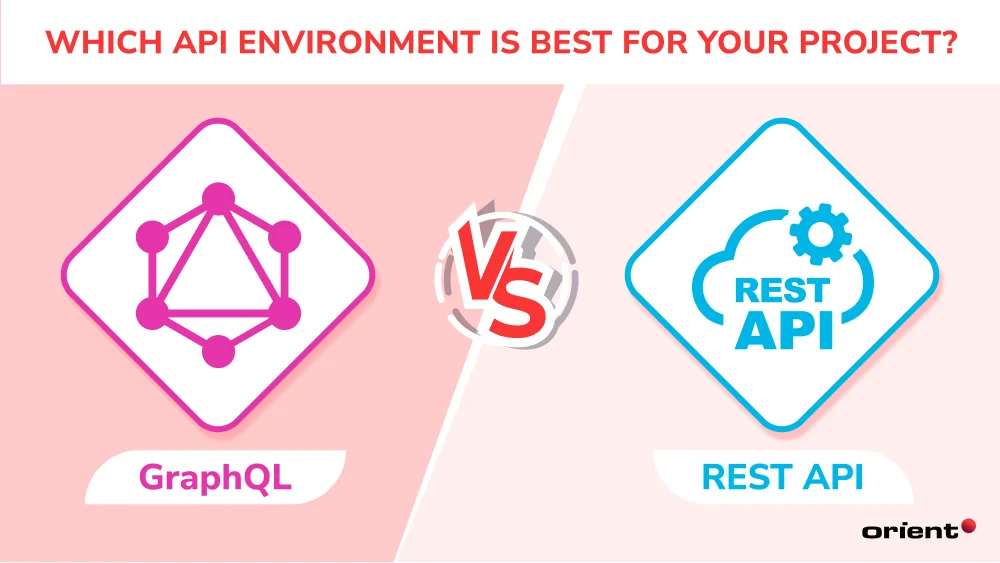 WHICH API ENVIRONMENT IS BEST FOR YOUR PROJECT?
VS
REST
API
GraphQL
REST API
orient